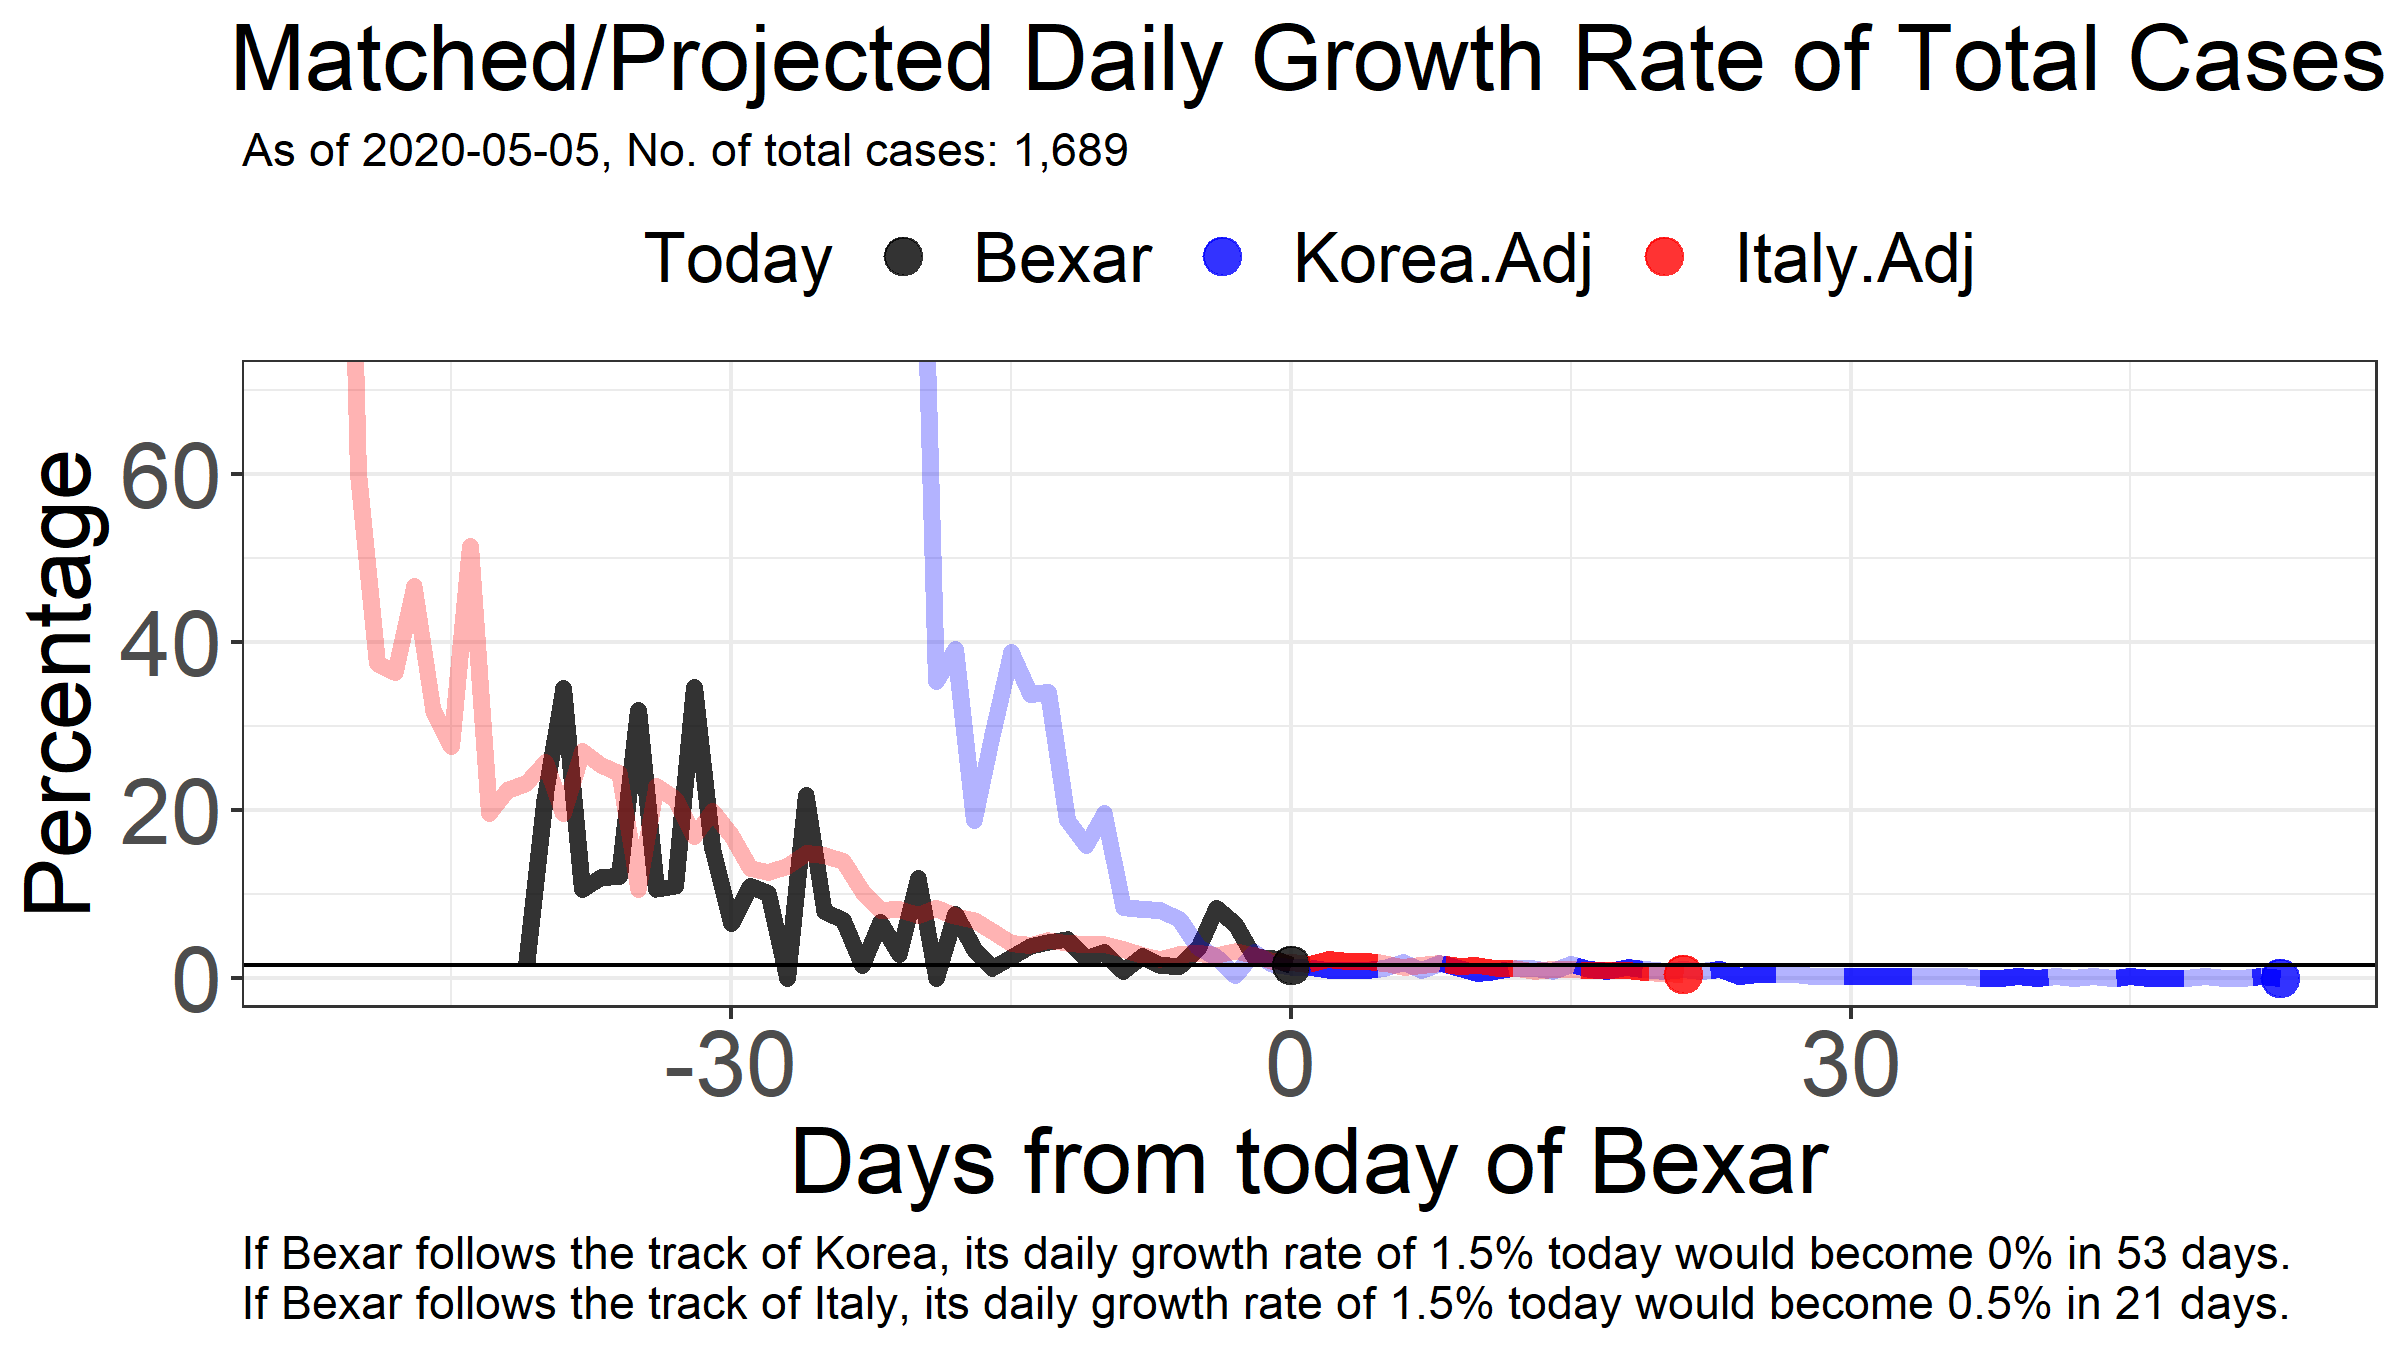 Matched/Projected Daily Growth Rate of Total Cases
As of 2020-05-05, No. of total cases: 1,689
Today Bexar Korea.Adj Italy.Adj
Percentage
60
40
20
0
-30 0 30
Days from today of Bexar
If Bexar follows the track of Korea, its daily growth rate of 1.5% today would become 0% in 53 days.
If Bexar follows the track of Italy, its daily growth rate of 1.5% today would become 0.5% in 21 days.